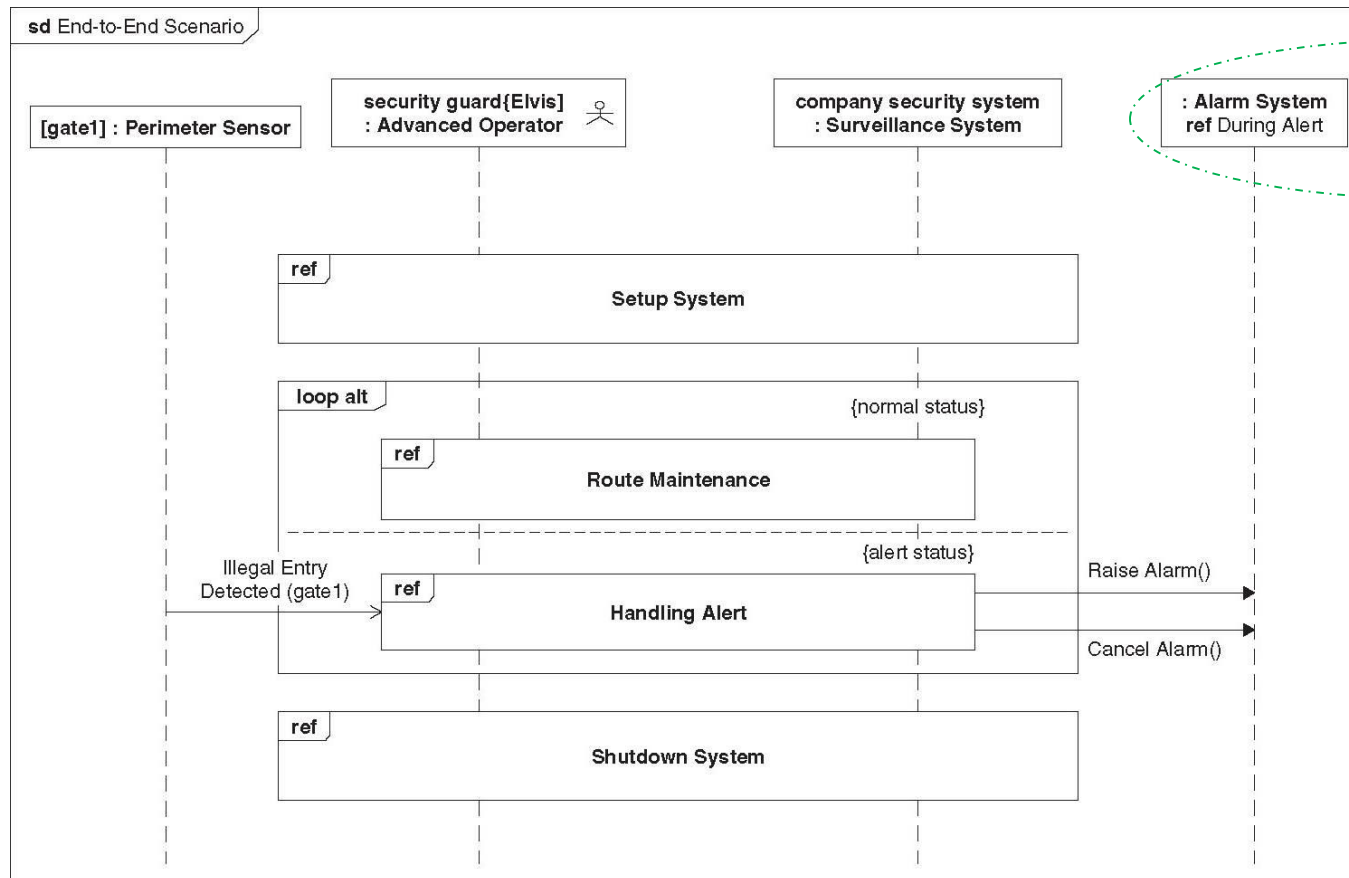 sd End-to-End Scenario
[gate1] : Perimeter Sensor
security guard{Elvis]
: Advanced Operator
company security system
: Surveillance System
: Alarm System
ref During Alert
ref
Setup System
loop alt
{normal status}
ref
Route Maintenance
{alert status}
Illegal Entry
Detected (gate1)
ref
Handling Alert
Raise Alarm()
Cancel Alarm()
ref
Shutdown System